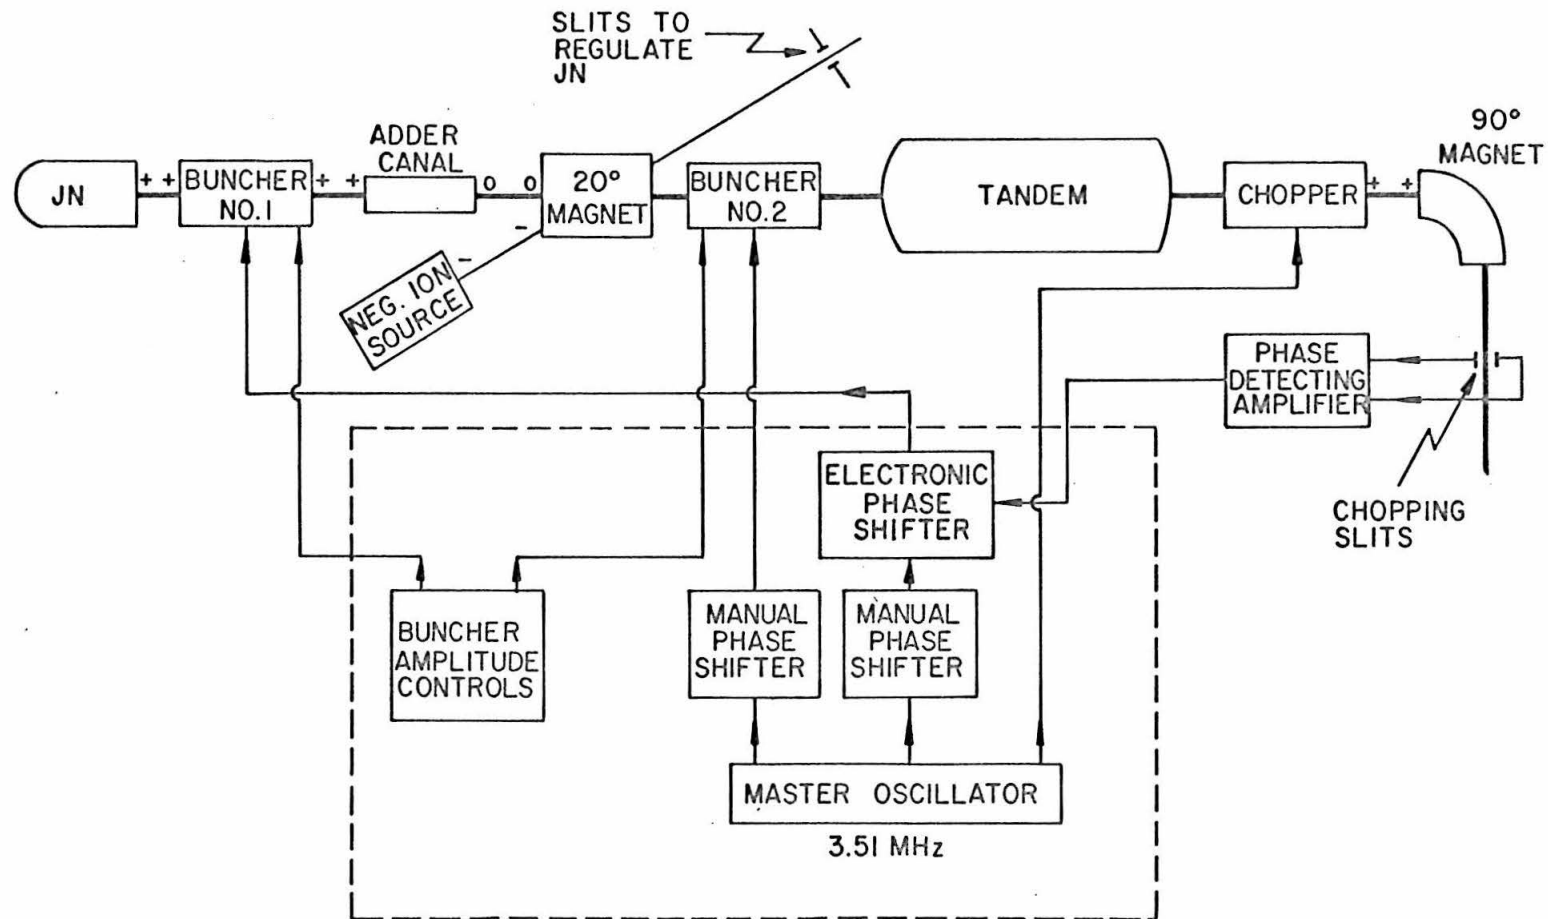 SLITS TO
REGULATE
JN
90°
MAGNET
ADDER
CANAL
JN
+ +
BUNCHER
NO.1
+ +
o o
20°
MAGNET
BUNCHER
NO.2
TANDEM
CHOPPER
+ +
-
-
NEG. ION
SOURCE
PHASE
DETECTING
AMPLIFIER
ELECTRONIC
PHASE
SHIFTER
CHOPPING
SLITS
BUNCHER
AMPLITUDE
CONTROLS
MANUAL
PHASE
SHIFTER
MANUAL
PHASE
SHIFTER
MASTER OSCILLATOR
3.51 MHz